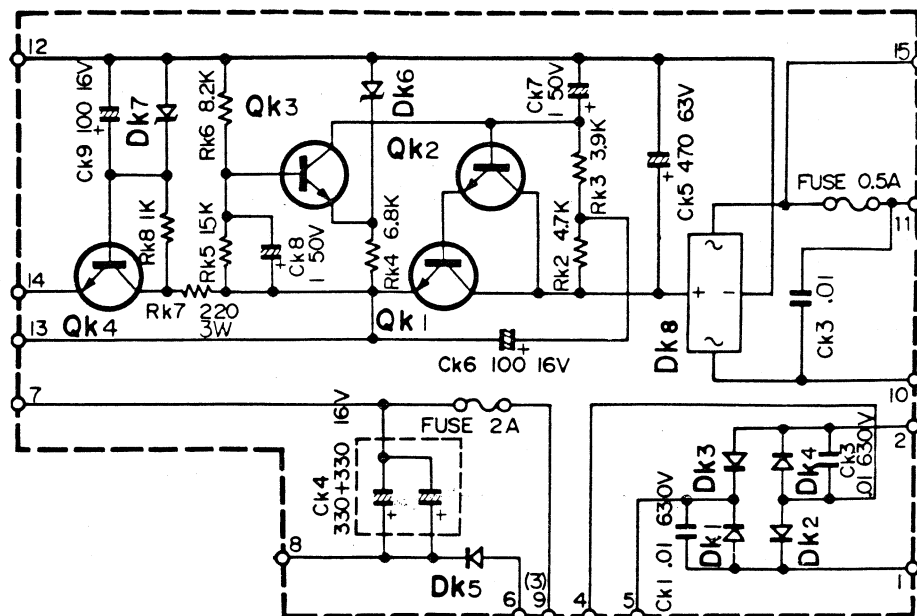 12
15
Ck9 100 16V
Dk7
Rk6 8.2K
Qk3
Dk6
Ck7
1 50V
Qk2
Rk3 3.9K
Ck5 470 63V
FUSE 0.5A
11
Rk8 1K
Rk5 15K
Ck8
1 50V
Rk4 6.8K
Rk2 4.7K
+ -
~
~
Dk8
.01
Ck3
14
Qk4
Rk7 220
3W
Qk1
13
Ck6 100 16V
10
7
FUSE 2A
16V
Ck4
330+330
2
Dk3
Dk4
Ck3
.01 630V
Ck1 .01 630V
Dk1
Dk2
8
Dk5
1
6
(3)
9
4
5